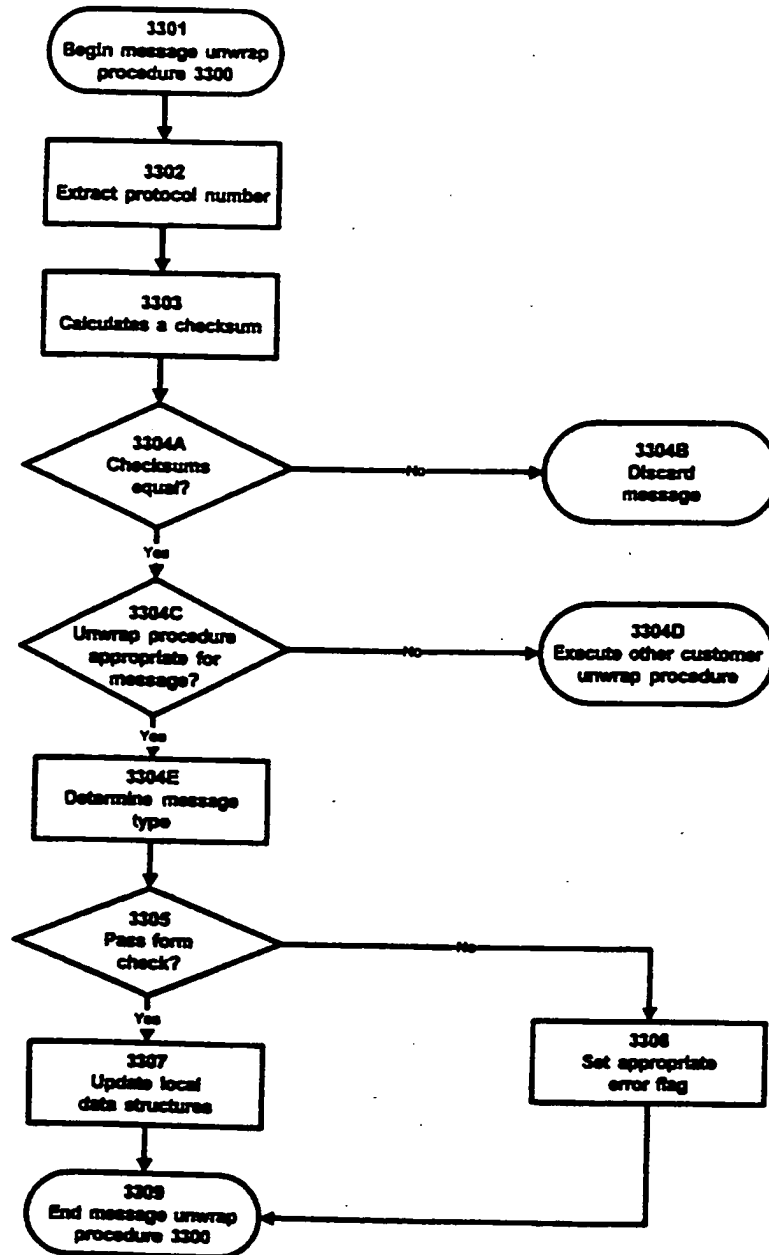 3301
Begin message unwrap
procedure 3300
3302
Extract protocol number
3303
Calculates a checksum
3304A
Checksums
equal?
No
3304B
Discard
message
Yes
3304C
Unwrap procedure
appropriate for
message?
No
3304D
Execute other customer
unwrap procedure
Yes
3304E
Determine message
type
3305
Pass form
check?
No
Yes
3306
Set appropriate
error flag
3307
Update local
data structures
3309
End message unwrap
procedure 3300